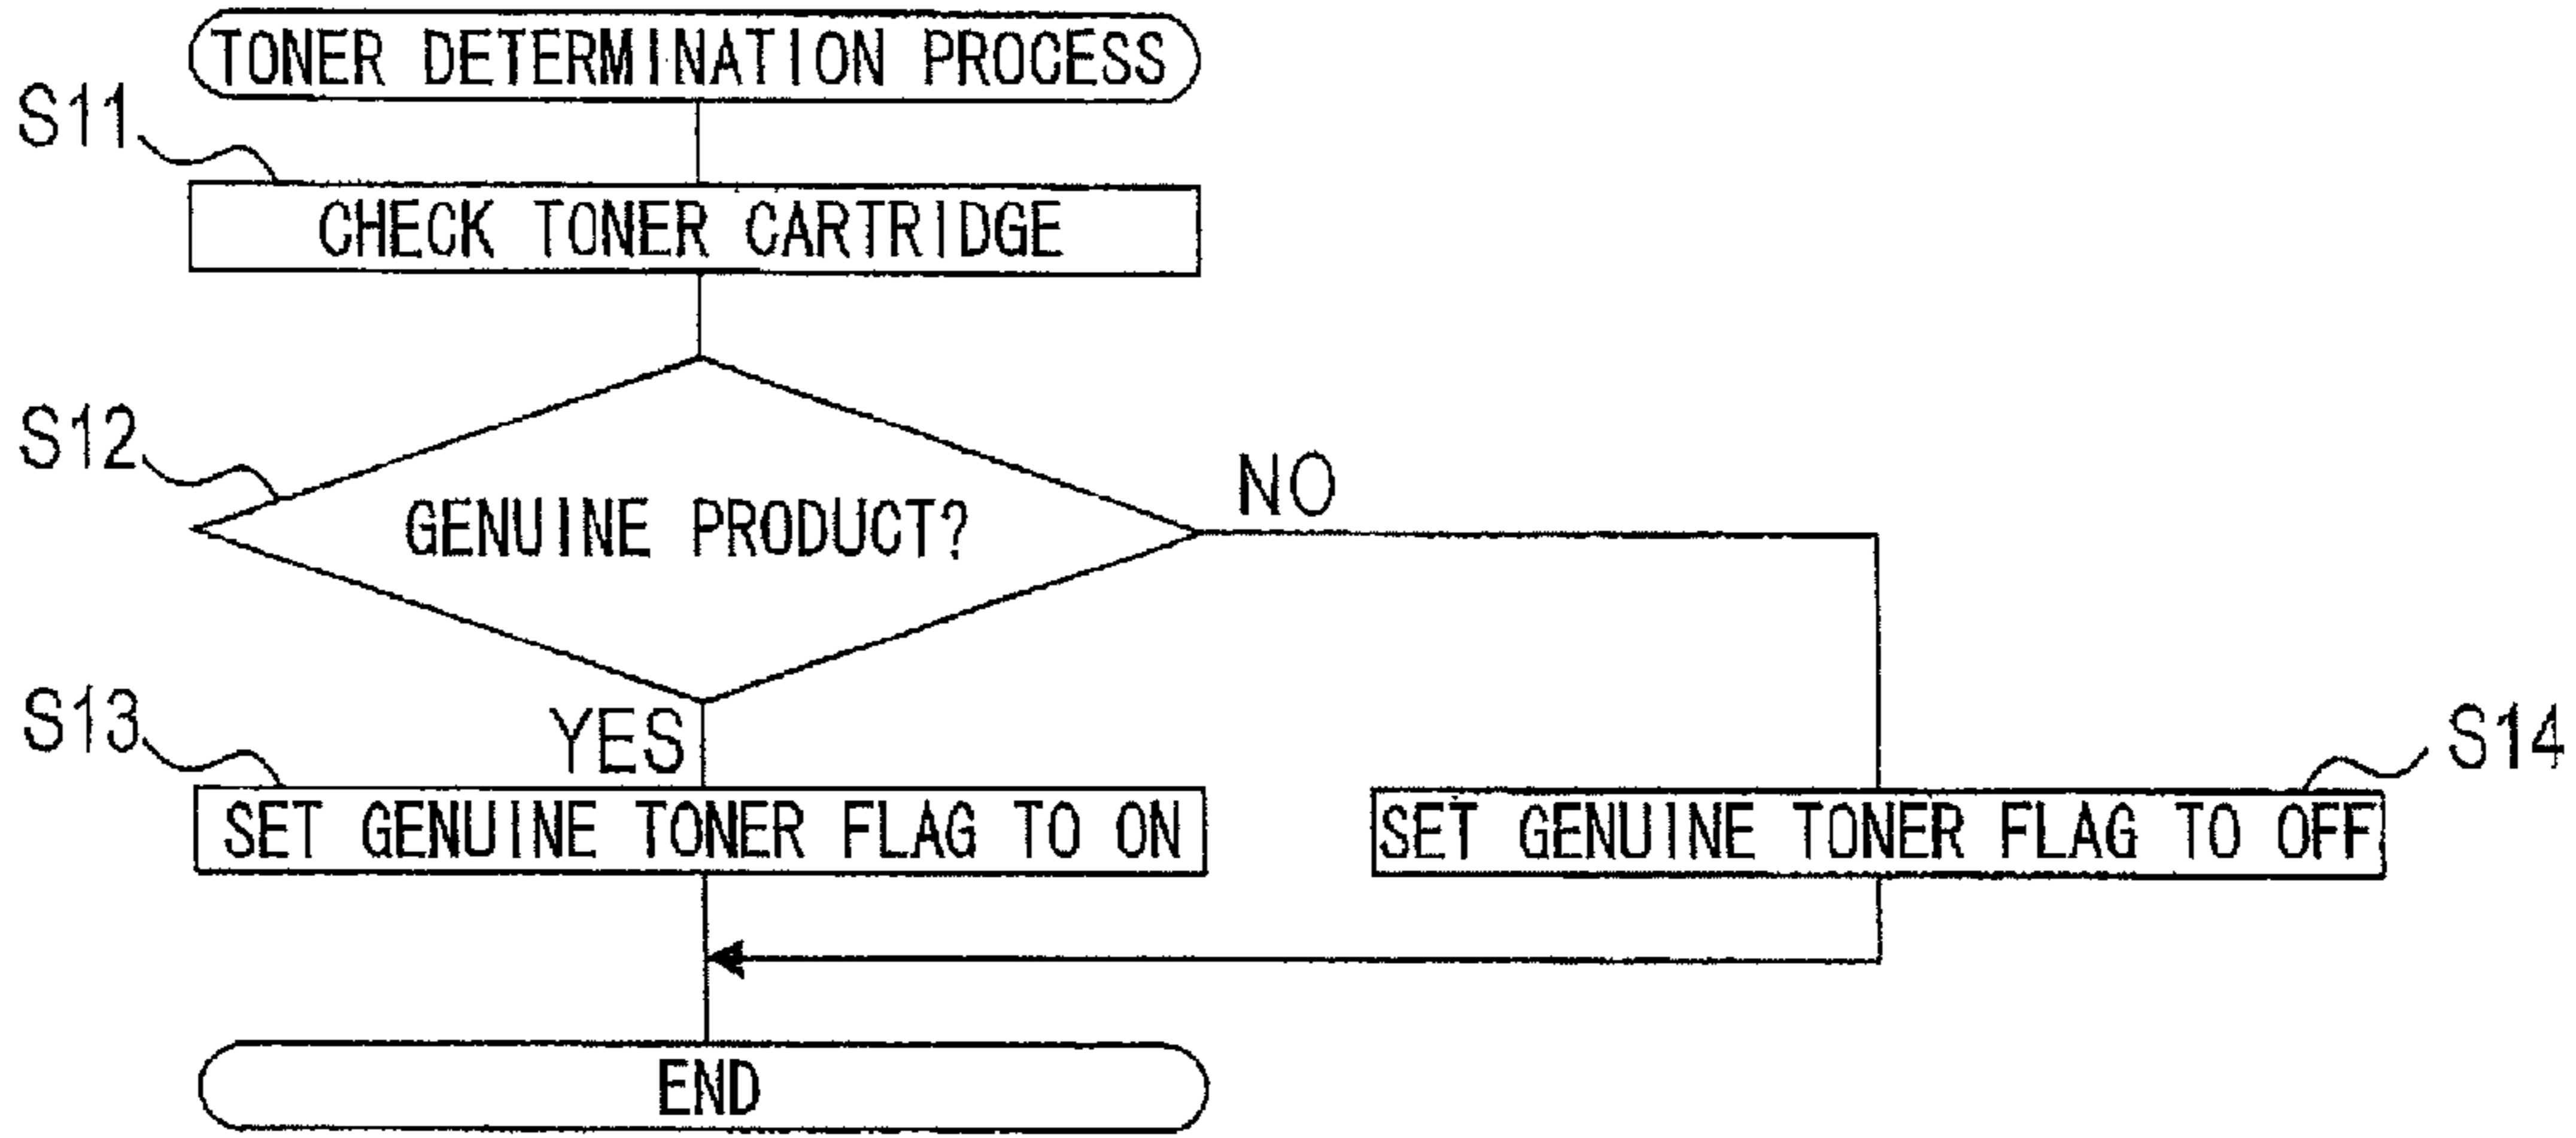 TONER DETERMINATION PROCESS
S11
CHECK TONER CARTRIDGE
S12
GENUINE PRODUCT?
NO
YES
S13
SET GENUINE TONER FLAG TO ON
S14
SET GENUINE TONER FLAG TO OFF
END